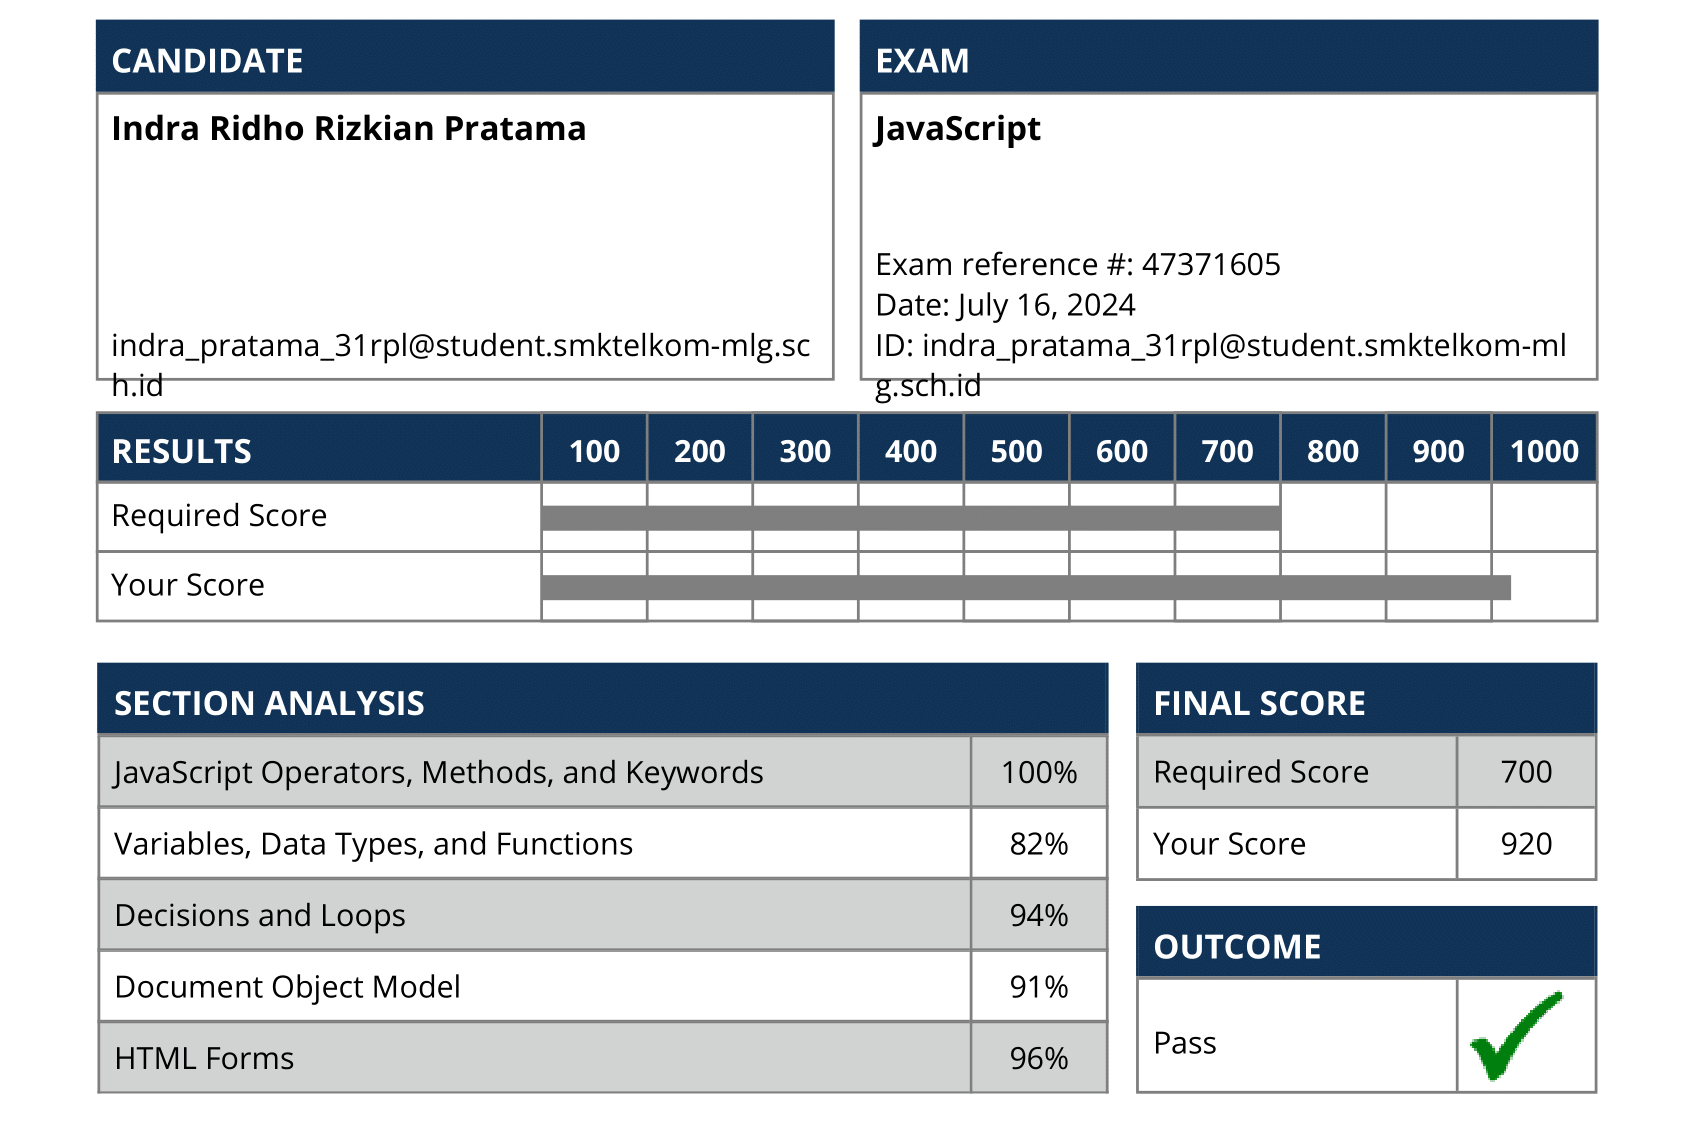 CANDIDATE
Indra Ridho Rizkian Pratama
indra_pratama_31rpl@student.smktelkom-mlg.sc
h.id
EXAM
JavaScript
Exam reference #: 47371605
Date: July 16, 2024
ID: indra_pratama_31rpl@student.smktelkom-ml
g.sch.id
RESULTS 100 200 300 400 500 600 700 800 900 1000
Required Score
Your Score
SECTION ANALYSIS
JavaScript Operators, Methods, and Keywords 100%
Variables, Data Types, and Functions 82%
Decisions and Loops 94%
Document Object Model 91%
HTML Forms 96%
FINAL SCORE
Required Score 700
Your Score 920
OUTCOME
Pass